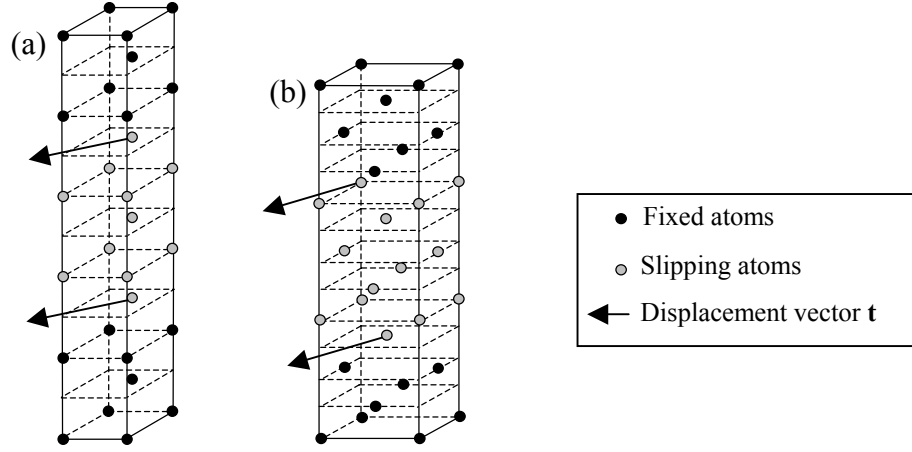 (a)
(b)
Fixed atoms
Slipping atoms
Displacement vector t